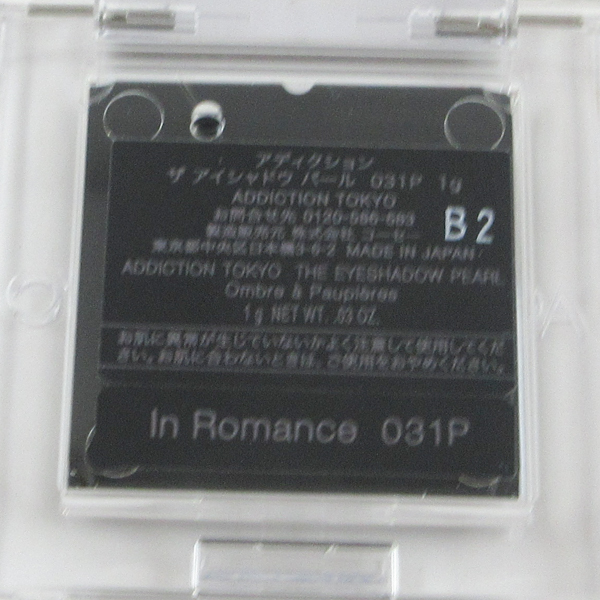 アディクション
ザ アイシャドウ パール 031P 1g
ADDICTION TOKYO
お問合せ先 0120-586-683
B2
製造販売元 株式会社 コーセー
東京都中央区日本橋3-6-2 MADE IN JAPAN
ADDICTION TOKYO THE EYESHADOW PEARL
Ombre à Paupières
1g NET WT. .03 OZ.
お肌に異常が生じていないかよく注意して使用してくだ
さい。お肌に合わないときは、ご使用をおやめください。
In Romance 031P